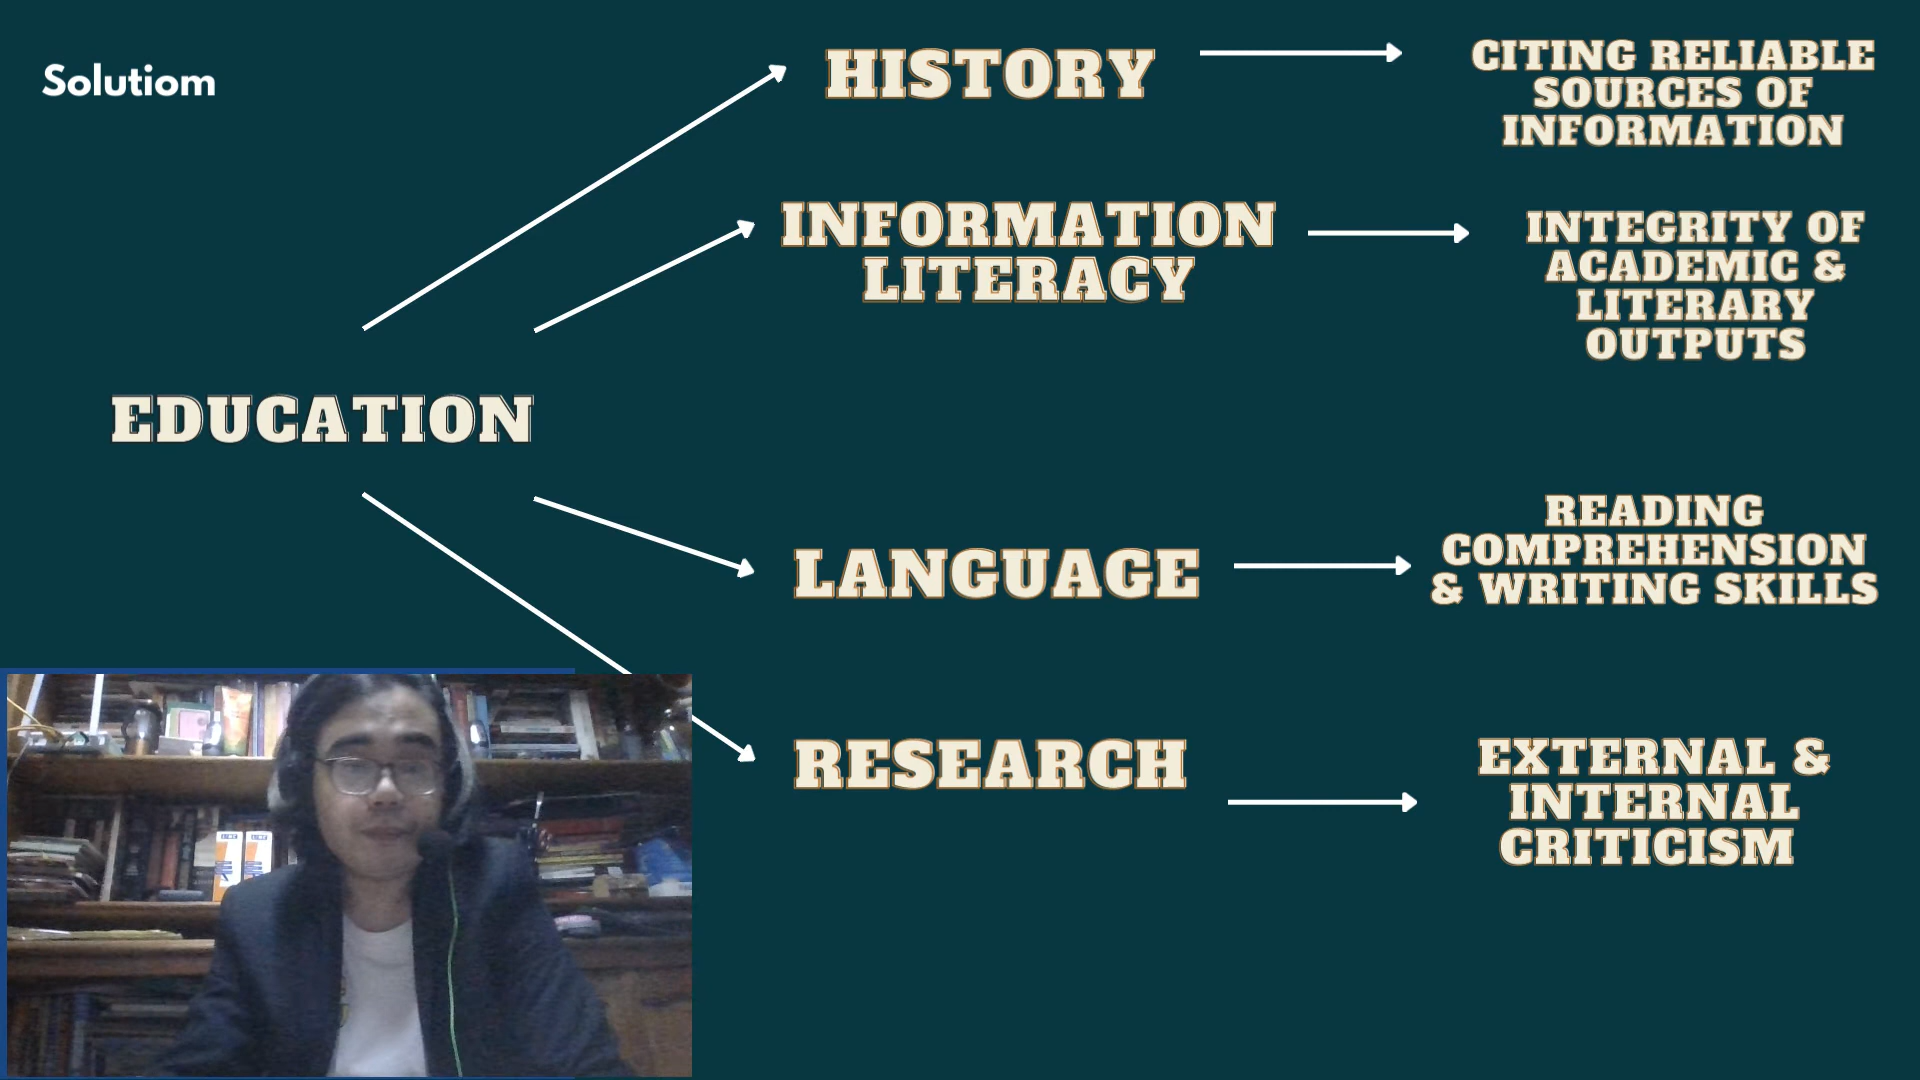 Solutiom
HISTORY
CITING RELIABLE
SOURCES OF
INFORMATION
INFORMATION
LITERACY
INTEGRITY OF
ACADEMIC &
LITERARY
OUTPUTS
EDUCATION
LANGUAGE
READING
COMPREHENSION
& WRITING SKILLS
RESEARCH
EXTERNAL &
INTERNAL
CRITICISM